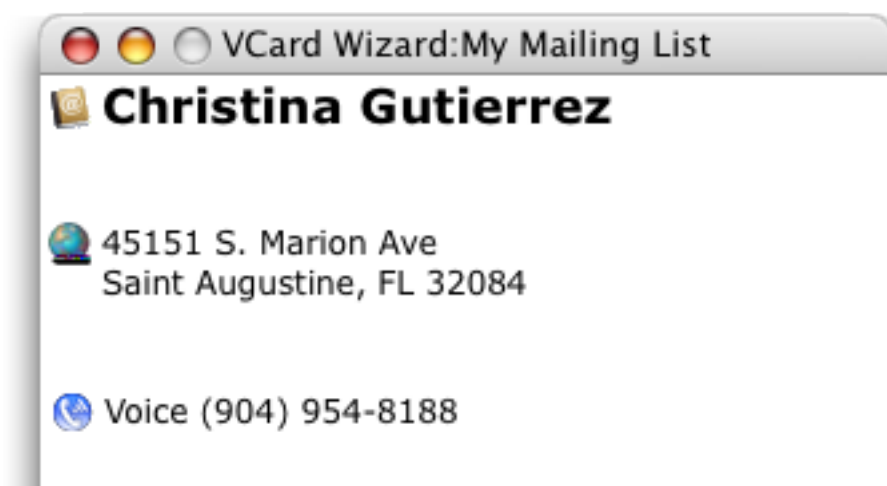 VCard Wizard:My Mailing List
Christina Gutierrez
45151 S. Marion Ave
Saint Augustine, FL 32084
Voice (904) 954-8188